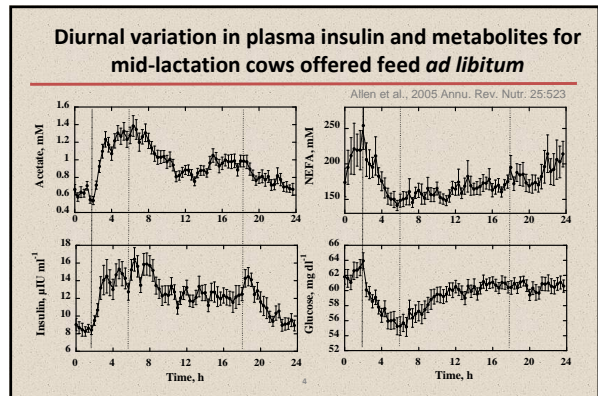 Diurnal variation in plasma insulin and metabolites for
mid-lactation cows offered feed ad libitum
Allen et al., 2005 Annu. Rev. Nutr. 25:523
Acetate, mM
1.6
1.4
1.2
1
0.8
0.6
0.4
0 4 8 12 16 20 24
NEFA, mM
250
200
150
0 4 8 12 16 20 24
Insulin, µIU ml-1
18
16
14
12
10
8
6
0 4 8 12 16 20 24
Time, h
Glucose, mg dl-1
66
64
62
60
58
56
54
52
0 4 8 12 16 20 24
Time, h
4